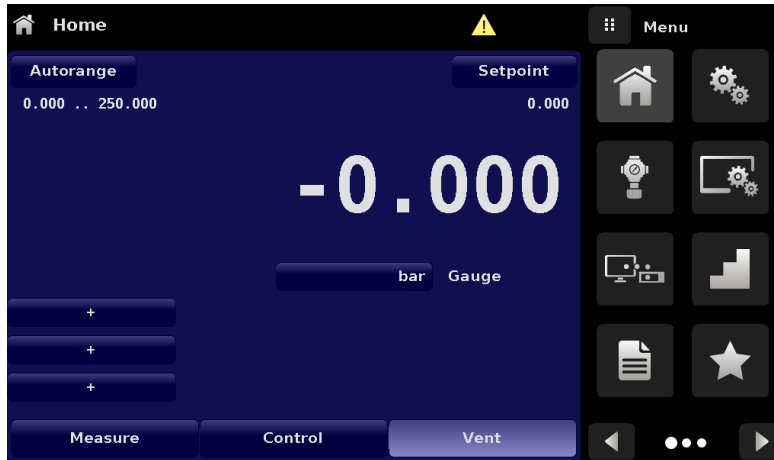 Home
Menu
Autorange
Setpoint
0.000 .. 250.000
0.000
-0.000
bar Gauge
+
+
+
Measure Control Vent